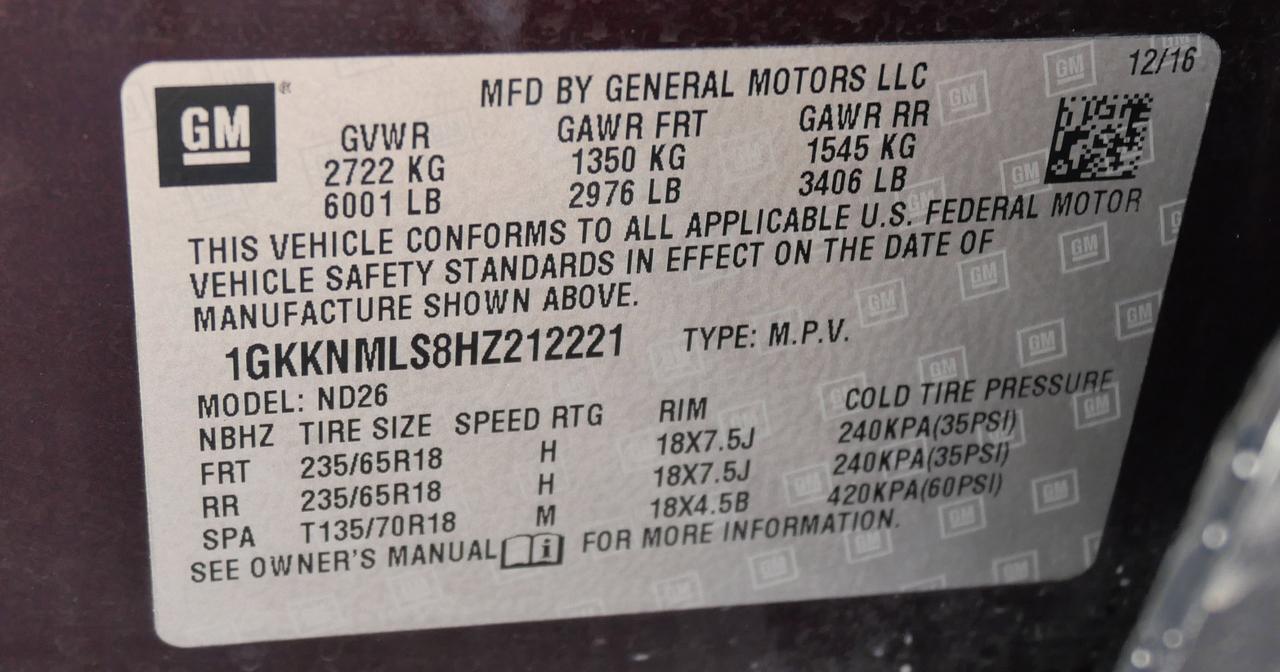 GM ® MFD BY GENERAL MOTORS LLC 12/16
GVWR GAWR FRT GAWR RR
2722 KG 1350 KG 1545 KG
6001 LB 2976 LB 3406 LB
THIS VEHICLE CONFORMS TO ALL APPLICABLE U.S. FEDERAL MOTOR
VEHICLE SAFETY STANDARDS IN EFFECT ON THE DATE OF
MANUFACTURE SHOWN ABOVE.
1GKKNMLS8HZ212221 TYPE: M.P.V.
MODEL: ND26
NBHZ TIRE SIZE SPEED RTG RIM COLD TIRE PRESSURE
FRT 235/65R18 H 18X7.5J 240KPA(35PSI)
RR 235/65R18 H 18X7.5J 240KPA(35PSI)
SPA T135/70R18 M 18X4.5B 420KPA(60PSI)
SEE OWNER'S MANUAL i FOR MORE INFORMATION.